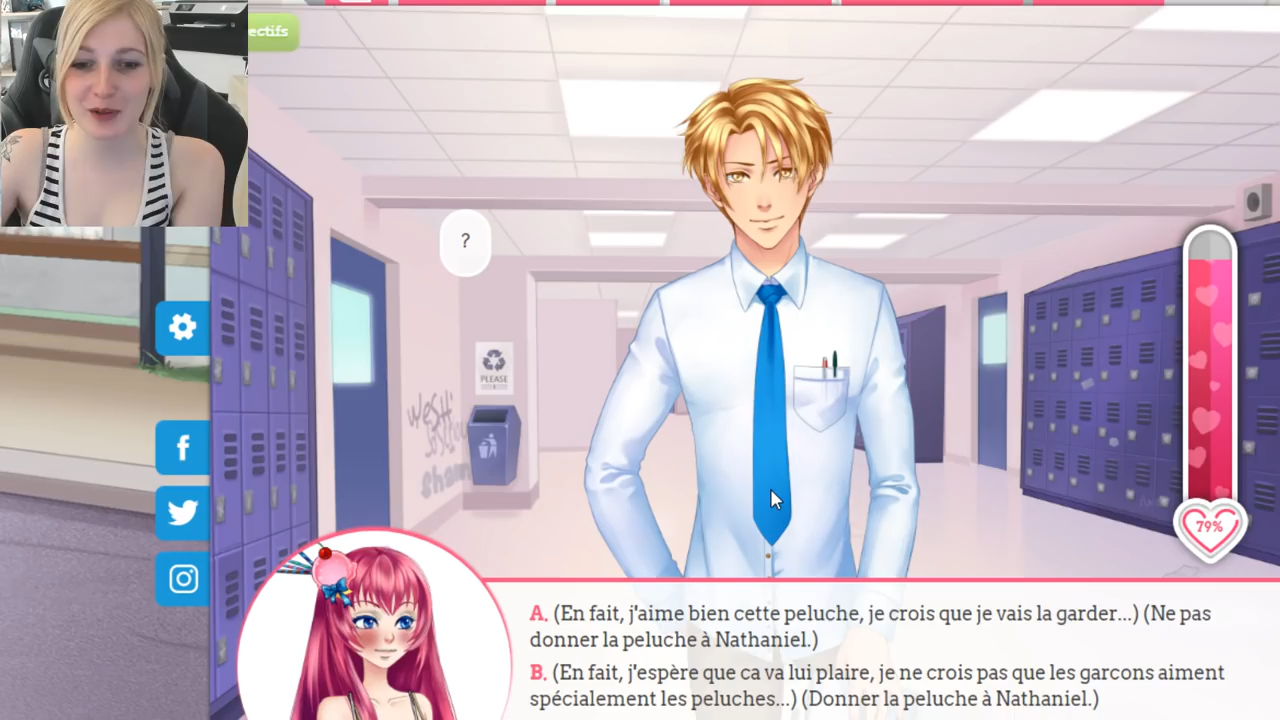 ectifs
?
PLEASE
79%
A. (En fait, j'aime bien cette peluche, je crois que je vais la garder...) (Ne pas
donner la peluche à Nathaniel.)
B. (En fait, j'espère que ca va lui plaire, je ne crois pas que les garcons aiment
spécialement les peluches...) (Donner la peluche à Nathaniel.)